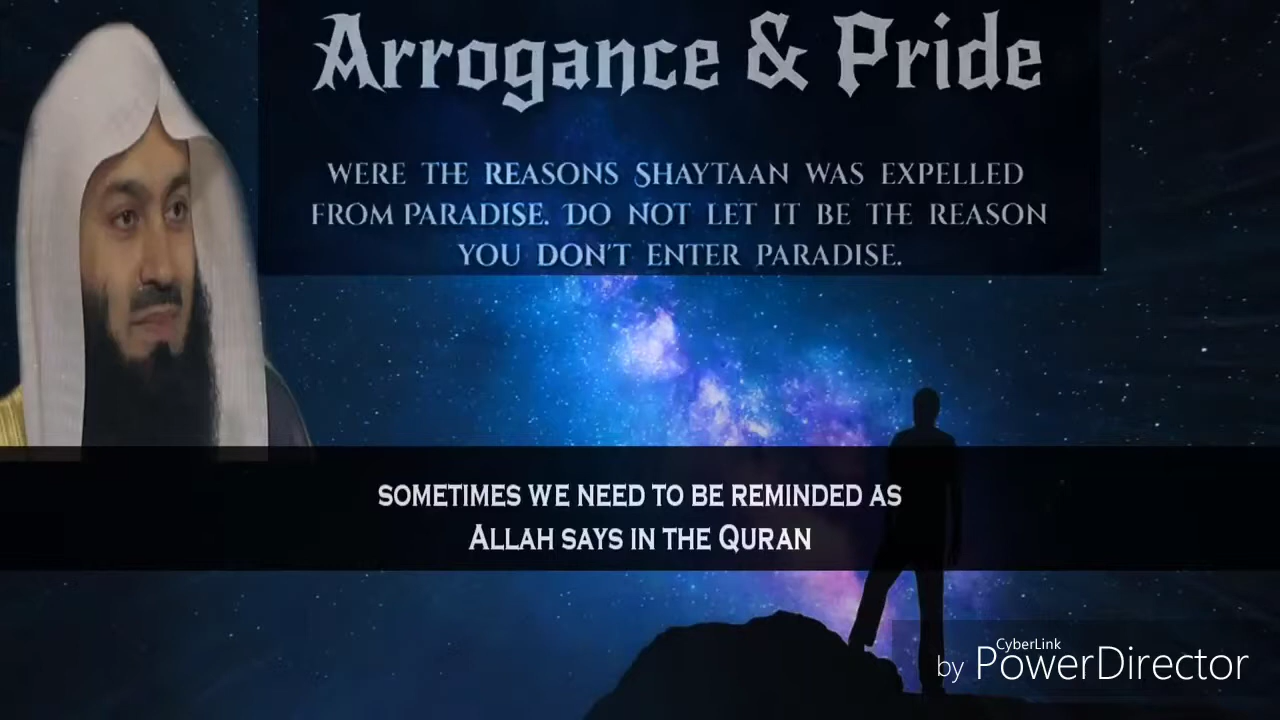 Arrogance & Pride
WERE THE REASONS SHAYTAAN WAS EXPELLED
FROM PARADISE. DO NOT LET IT BE THE REASON
YOU DON'T ENTER PARADISE.
SOMETIMES WE NEED TO BE REMINDED AS
ALLAH SAYS IN THE QURAN
CyberLink
by PowerDirector